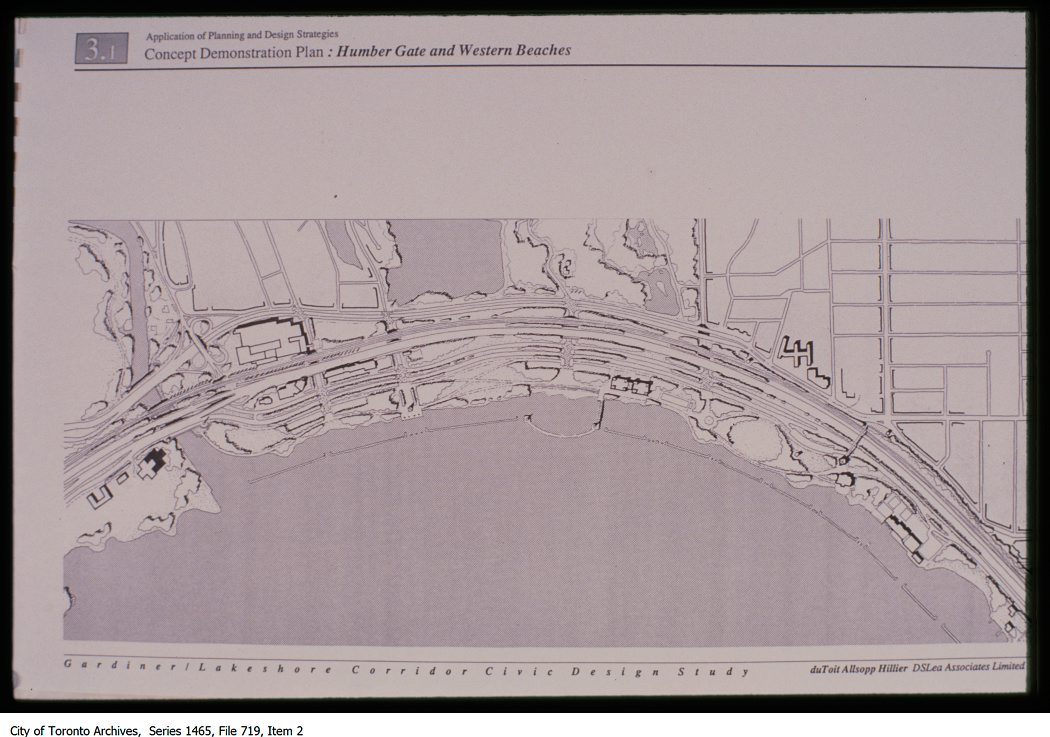 3.1
Application of Planning and Design Strategies
Concept Demonstration Plan : Humber Gate and Western Beaches
Gardiner/Lakeshore Corridor Civic Design Study
duToit Allsopp Hillier DSLea Associates Limited
City of Toronto Archives, Series 1465, File 719, Item 2